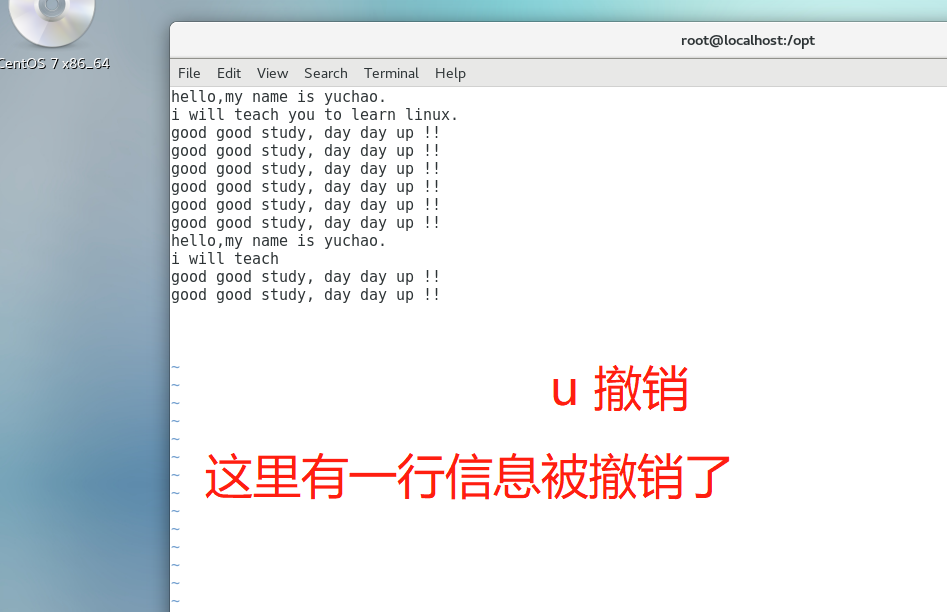 CentOS 7 x86_64
root@localhost:/opt
File Edit View Search Terminal Help
hello,my name is yuchao.
i will teach you to learn linux.
good good study, day day up !!
good good study, day day up !!
good good study, day day up !!
good good study, day day up !!
good good study, day day up !!
good good study, day day up !!
hello,my name is yuchao.
i will teach
good good study, day day up !!
good good study, day day up !!
~
~
~
~
~
~
~
~
~
~
~
~
~
~
u 撤销
这里有一行信息被撤销了